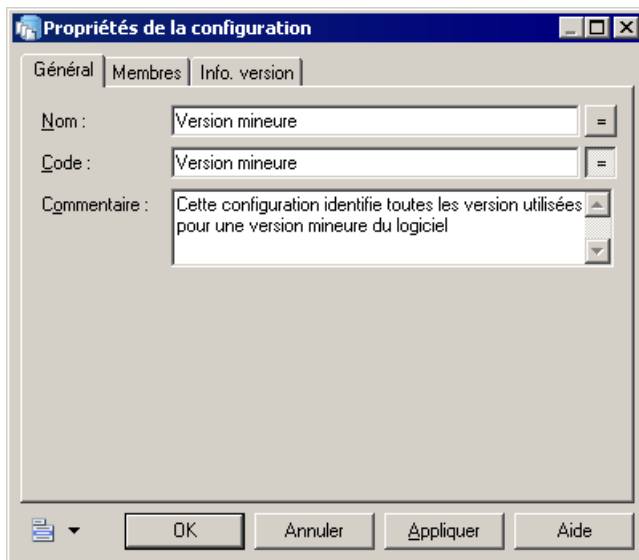 Propriétés de la configuration
Général Membres Info. version
Nom : Version mineure =
Code : Version mineure =
Commentaire : Cette configuration identifie toutes les version utilisées
pour une version mineure du logiciel
OK Annuler Appliquer Aide